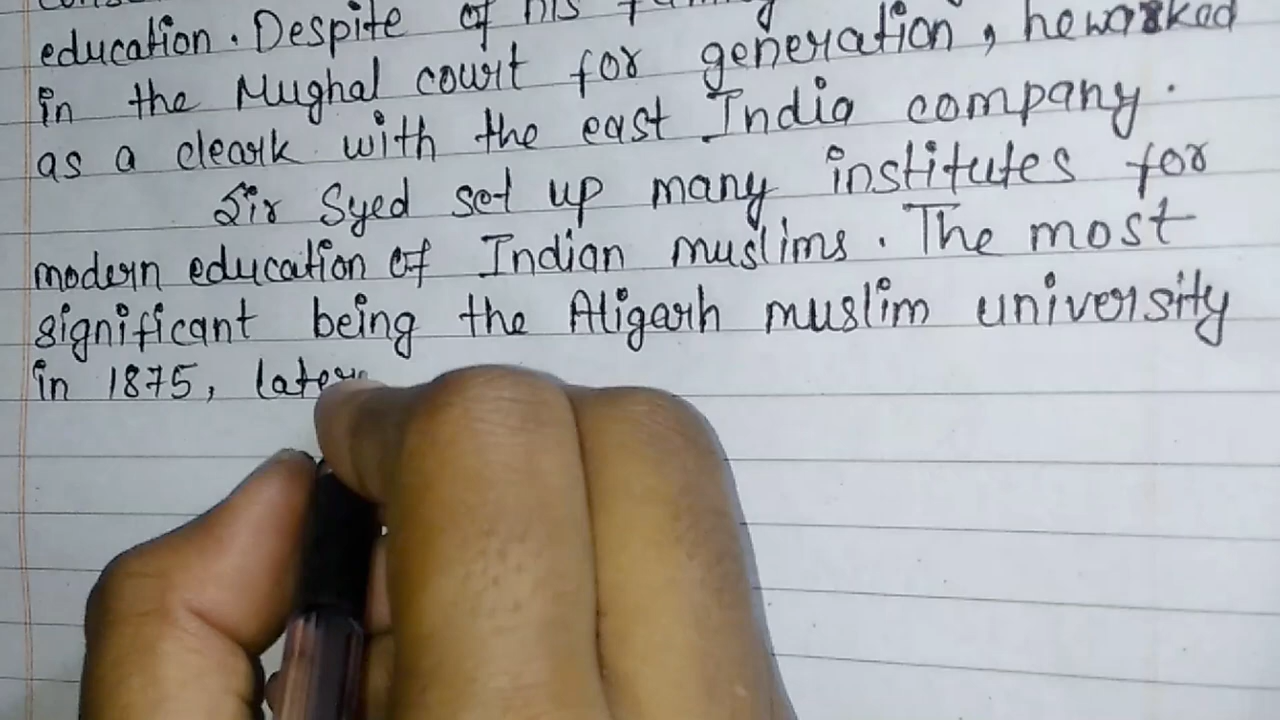 education. Despite of his
in the Mughal court for generation, he worked
as a cleark with the east India company.
Sir Syed set up many institutes for
modern education of Indian muslims. The most
significant being the Aligarh muslim university
in 1875, later